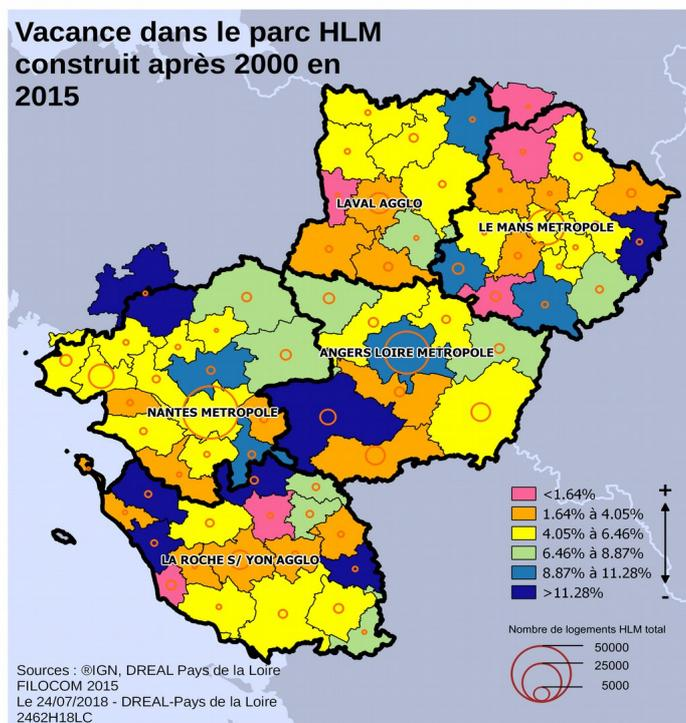 Vacance dans le parc HLM
construit après 2000 en
2015
LAVAL AGGLO
LE MANS METROPOLE
ANGERS LOIRE METROPOLE
NANTES METROPOLE
LA ROCHE S/ YON AGGLO
+
<1.64%
1.64% à 4.05%
4.05% à 6.46%
6.46% à 8.87%
8.87% à 11.28%
>11.28%
-
Nombre de logements HLM total
50000
25000
5000
Sources : ®IGN, DREAL Pays de la Loire
FILOCOM 2015
Le 24/07/2018 - DREAL-Pays de la Loire
2462H18LC